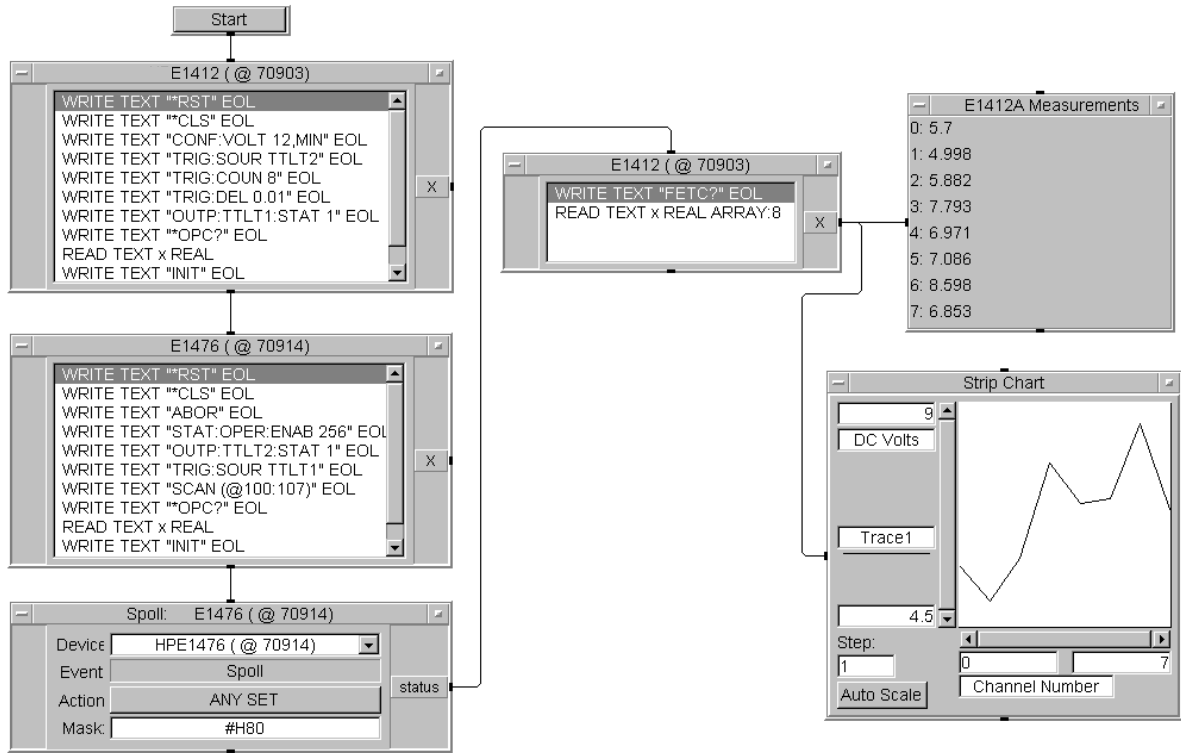 Start
E1412 ( @ 70903)
WRITE TEXT "*RST" EOL
WRITE TEXT "*CLS" EOL
WRITE TEXT "CONF:VOLT 12,MIN" EOL
WRITE TEXT "TRIG:SOUR TTLT2" EOL
WRITE TEXT "TRIG:COUN 8" EOL
WRITE TEXT "TRIG:DEL 0.01" EOL
WRITE TEXT "OUTP:TTLT1:STAT 1" EOL
WRITE TEXT "*OPC?" EOL
READ TEXT x REAL
WRITE TEXT "INIT" EOL
X
E1476 ( @ 70914)
WRITE TEXT "*RST" EOL
WRITE TEXT "*CLS" EOL
WRITE TEXT "ABOR" EOL
WRITE TEXT "STAT:OPER:ENAB 256" EOL
WRITE TEXT "OUTP:TTLT2:STAT 1" EOL
WRITE TEXT "TRIG:SOUR TTLT1" EOL
WRITE TEXT "SCAN (@100:107)" EOL
WRITE TEXT "*OPC?" EOL
READ TEXT x REAL
WRITE TEXT "INIT" EOL
X
Spoll: E1476 ( @ 70914)
Device HPE1476 ( @ 70914)
Event Spoll
Action ANY SET
Mask: #H80
status
E1412 ( @ 70903)
WRITE TEXT "FETC?" EOL
READ TEXT x REAL ARRAY:8
X
E1412A Measurements
0: 5.7
1: 4.998
2: 5.882
3: 7.793
4: 6.971
5: 7.086
6: 8.598
7: 6.853
Strip Chart
9
DC Volts
Trace1
4.5
Step:
1
Auto Scale
0 7
Channel Number